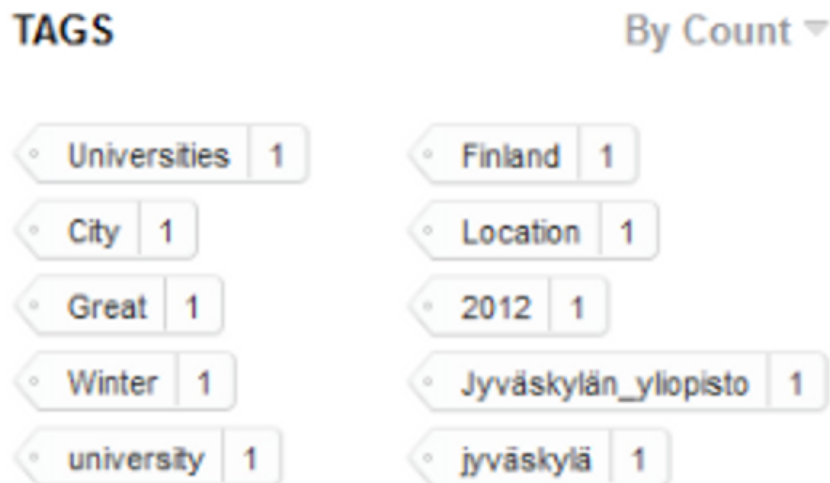 TAGS By Count
Universities 1 Finland 1
City 1 Location 1
Great 1 2012 1
Winter 1 Jyväskylän_yliopisto 1
university 1 jyväskylä 1